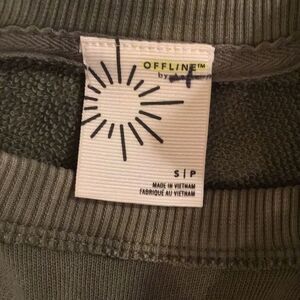 OFFLINE™
by
S | P
MADE IN VIETNAM
FABRIQUÉ AU VIETNAM